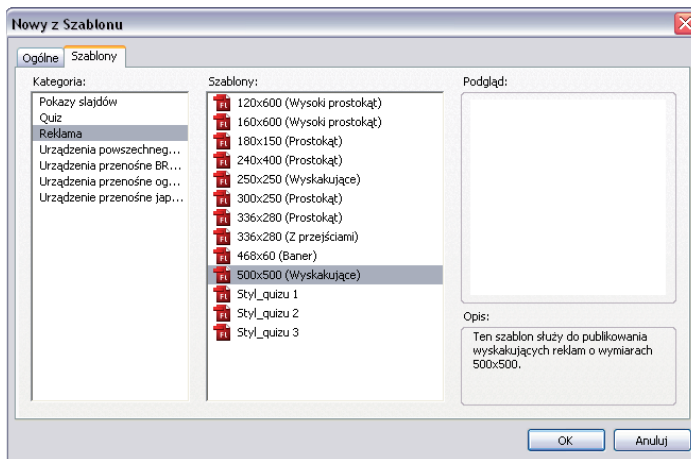 Nowy z Szablonu
Ogólne
Szablony
Kategoria:
Pokazy slajdów
Quiz
Reklama
Urządzenia powszechneg...
Urządzenia przenośne BR...
Urządzenia przenośne og...
Urządzenie przenośne jap...
Szablony:
120x600 (Wysoki prostokąt)
160x600 (Wysoki prostokąt)
180x150 (Prostokąt)
240x400 (Prostokąt)
250x250 (Wyskakujące)
300x250 (Prostokąt)
336x280 (Prostokąt)
336x280 (Z przejściami)
468x60 (Baner)
500x500 (Wyskakujące)
Styl_quizu 1
Styl_quizu 2
Styl_quizu 3
Podgląd:
Opis:
Ten szablon służy do publikowania
wyskakujących reklam o wymiarach
500x500.
OK
Anuluj